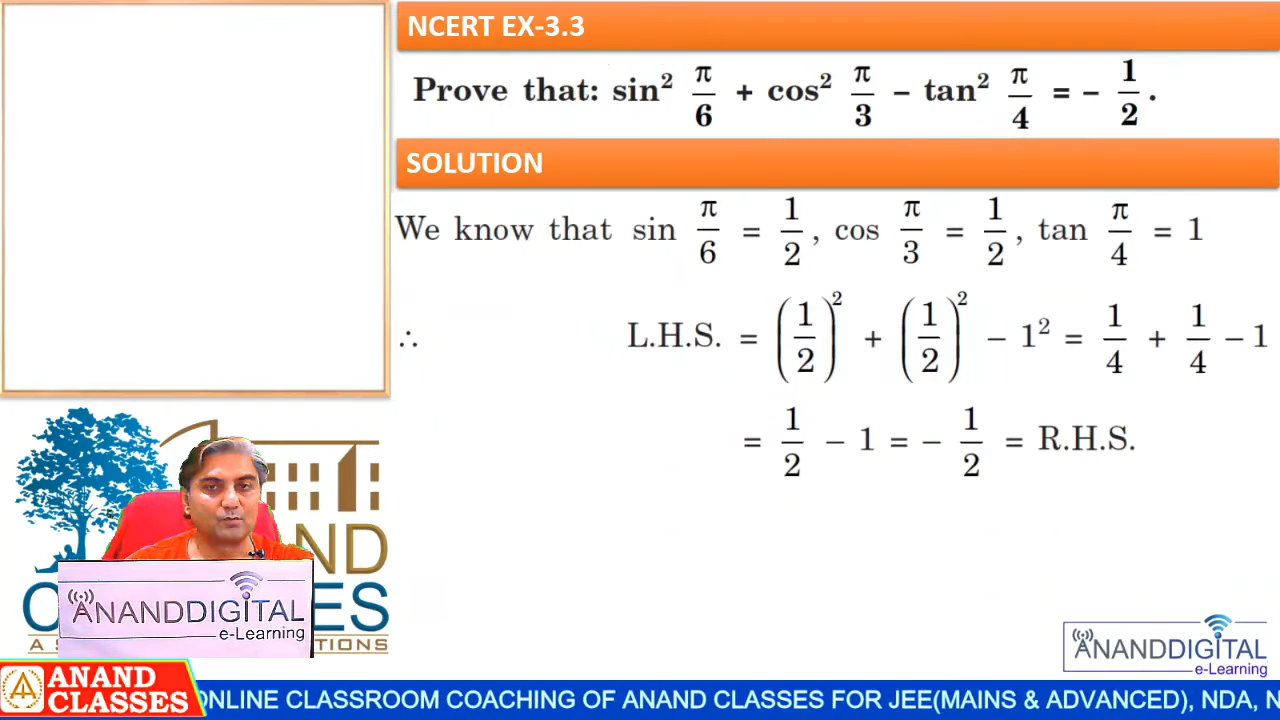 NCERT EX-3.3
Prove that: sin² π/6 + cos² π/3 − tan² π/4 = − 1/2 .
SOLUTION
We know that sin π/6 = 1/2, cos π/3 = 1/2, tan π/4 = 1
∴ L.H.S. = (1/2)² + (1/2)² − 1² = 1/4 + 1/4 − 1
= 1/2 − 1 = − 1/2 = R.H.S.
ANANDDIGITAL
e-Learning
ANANDDIGITAL
e-Learning
ANAND
CLASSES
ONLINE CLASSROOM COACHING OF ANAND CLASSES FOR JEE(MAINS & ADVANCED), NDA, N